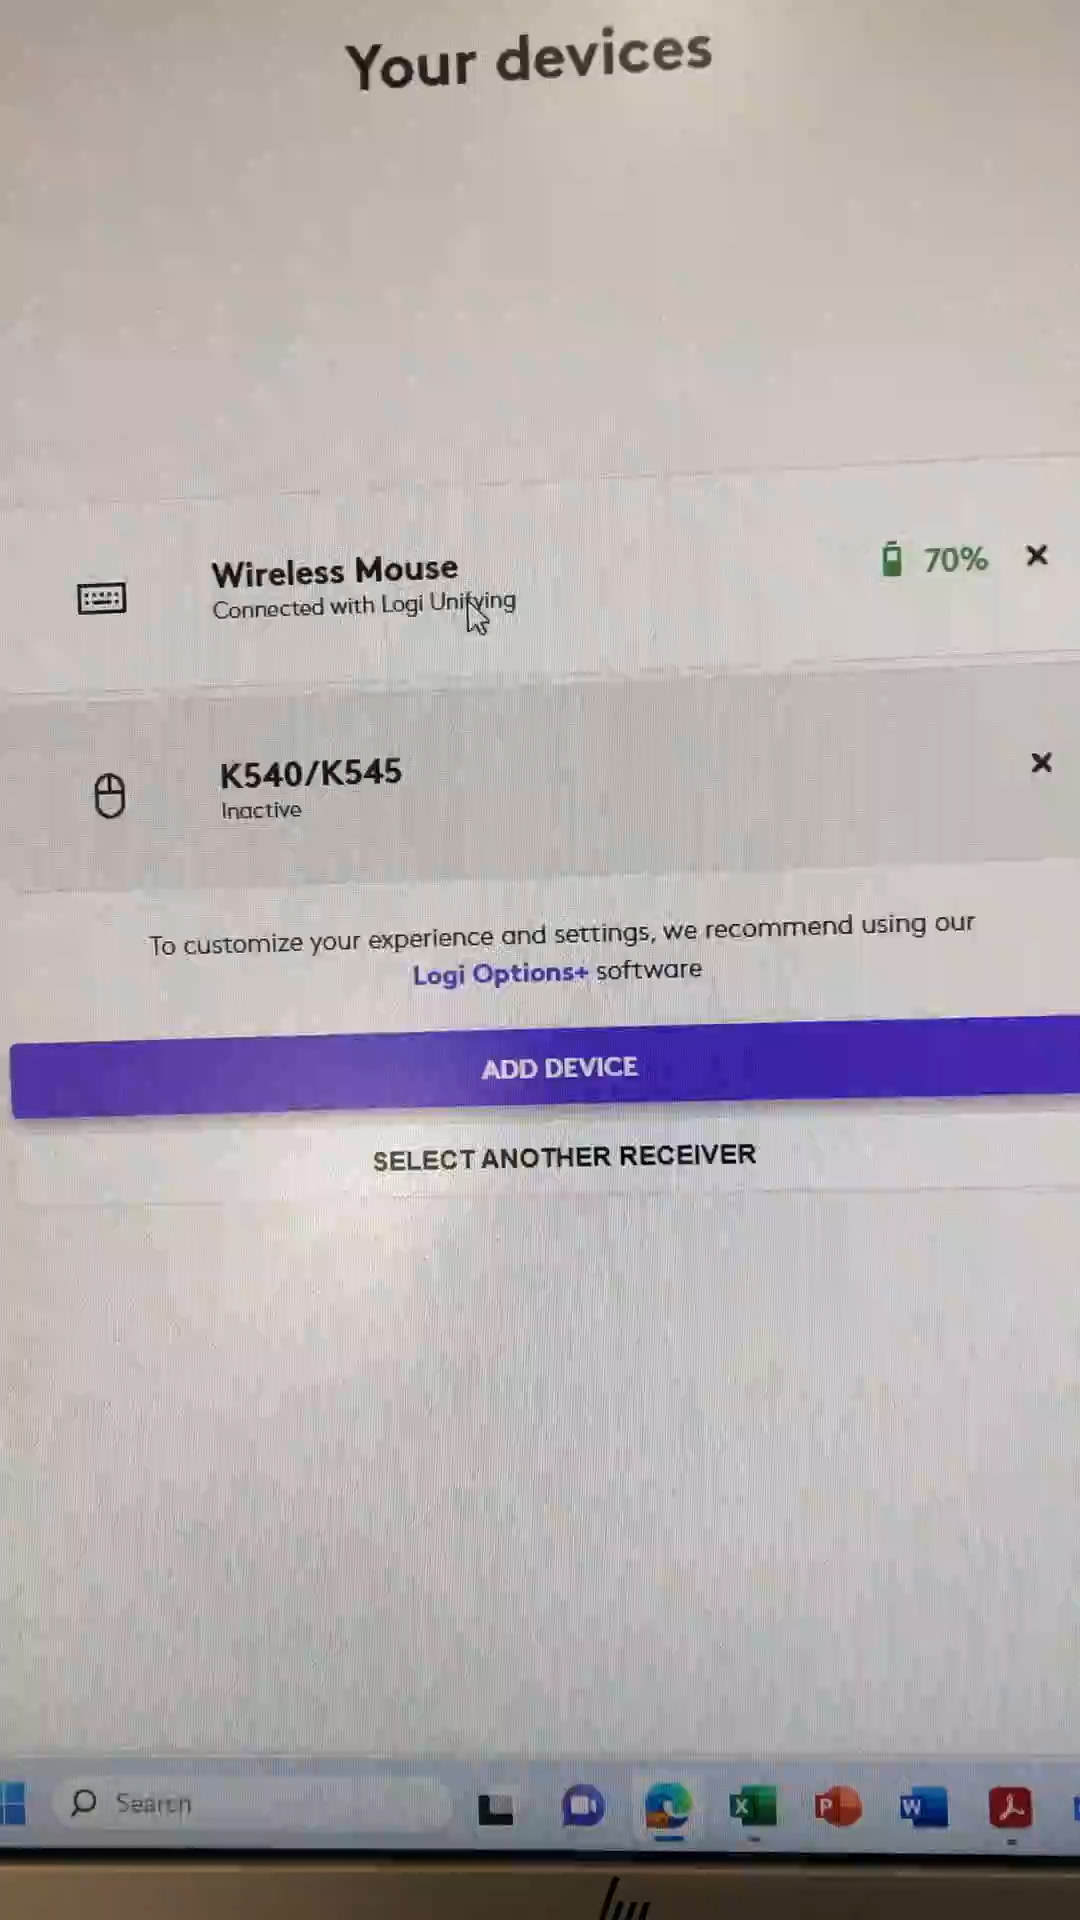 Your devices
Wireless Mouse
Connected with Logi Unifying
70%
K540/K545
Inactive
To customize your experience and settings, we recommend using our
Logi Options+ software
ADD DEVICE
SELECT ANOTHER RECEIVER
Search
X
P
W
hp